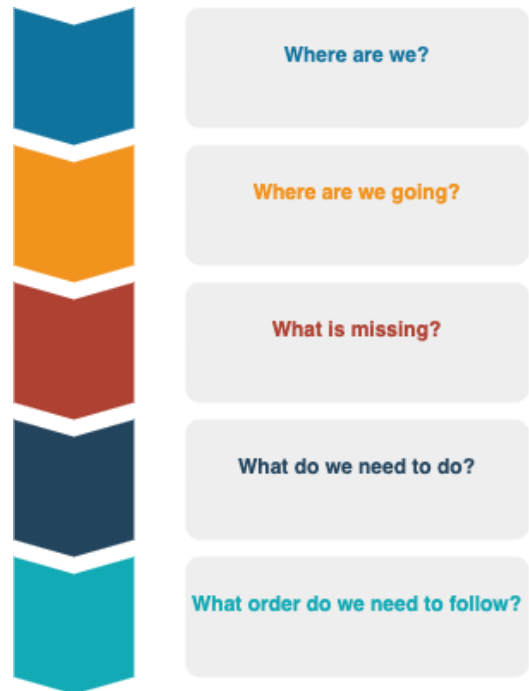 Where are we?
Where are we going?
What is missing?
What do we need to do?
What order do we need to follow?